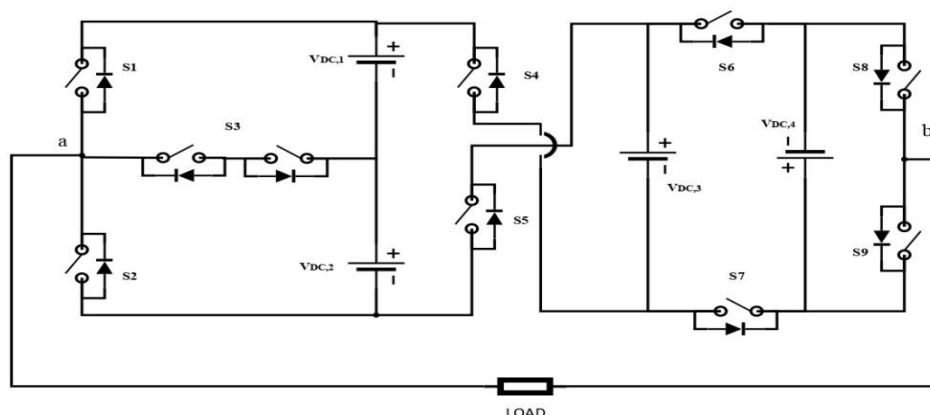 S1
+
VDC,1
-
S4
S6
S8
a
S3
VDC,4
-
+
b
+
-
VDC,3
S2
VDC,2
+
-
S5
S7
S9
LOAD